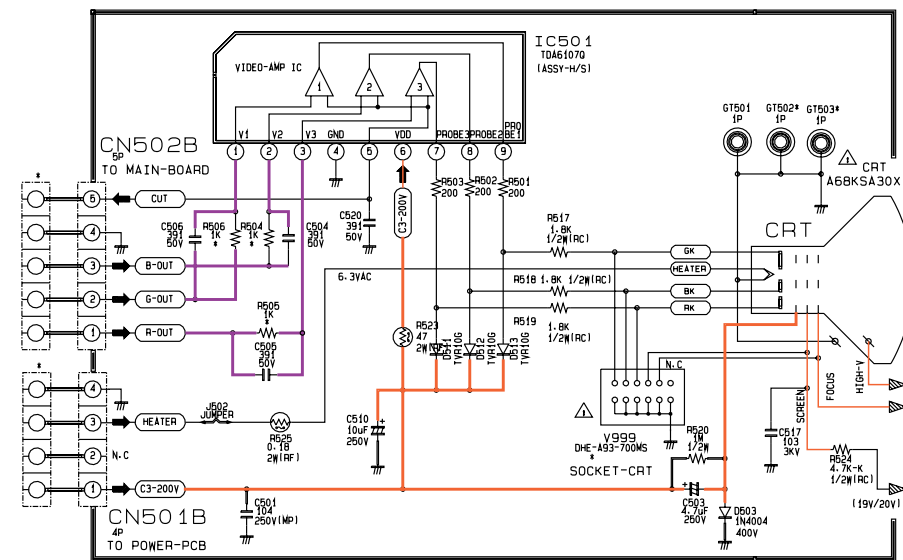 IC501
TDA6107Q
(ASSY-H/S)
VIDEO-AMP IC
1
2
3
V1
V2
V3
GND
VDD
PROBE3
PROBE2
PRO
BE1
1
2
3
4
5
6
7
8
9
CN502B
5P
TO MAIN-BOARD
*
5
CUT
4
3
B-OUT
2
G-OUT
1
R-OUT
C506
391
50V
R506
1K
*
R504
1K
*
C504
391
50V
C520
391
50V
R505
1K
*
C505
391
50V
C3-200V
R503
200
R502
200
R501
200
6.3VAC
R523
47
2W(RF)
D511
TVR10G
D512
TVR10G
D513
TVR10G
R517
1.8K
1/2W(RC)
R518 1.8K 1/2W(RC)
R519
1.8K
1/2W(RC)
GT501
1P
GT502*
1P
GT503*
1P
CRT
A68KSA30X
CRT
GK
HEATER
BK
RK
N.C
V999
DHE-A93-700MS
*
SOCKET-CRT
*
4
3
HEATER
J502
JUMPER
R525
0.18
2W(RF)
2
N.C
1
C3-200V
CN501B
4P
TO POWER-PCB
C501
104
250V(MP)
C510
10uF
250V
+
R520
1M
1/2W
+
C503
4.7uF
250V
D503
1N4004
400V
C517
103
3KV
SCREEN
FOCUS
HIGH-V
R524
4.7K-K
1/2W(RC)
(19V/20V)